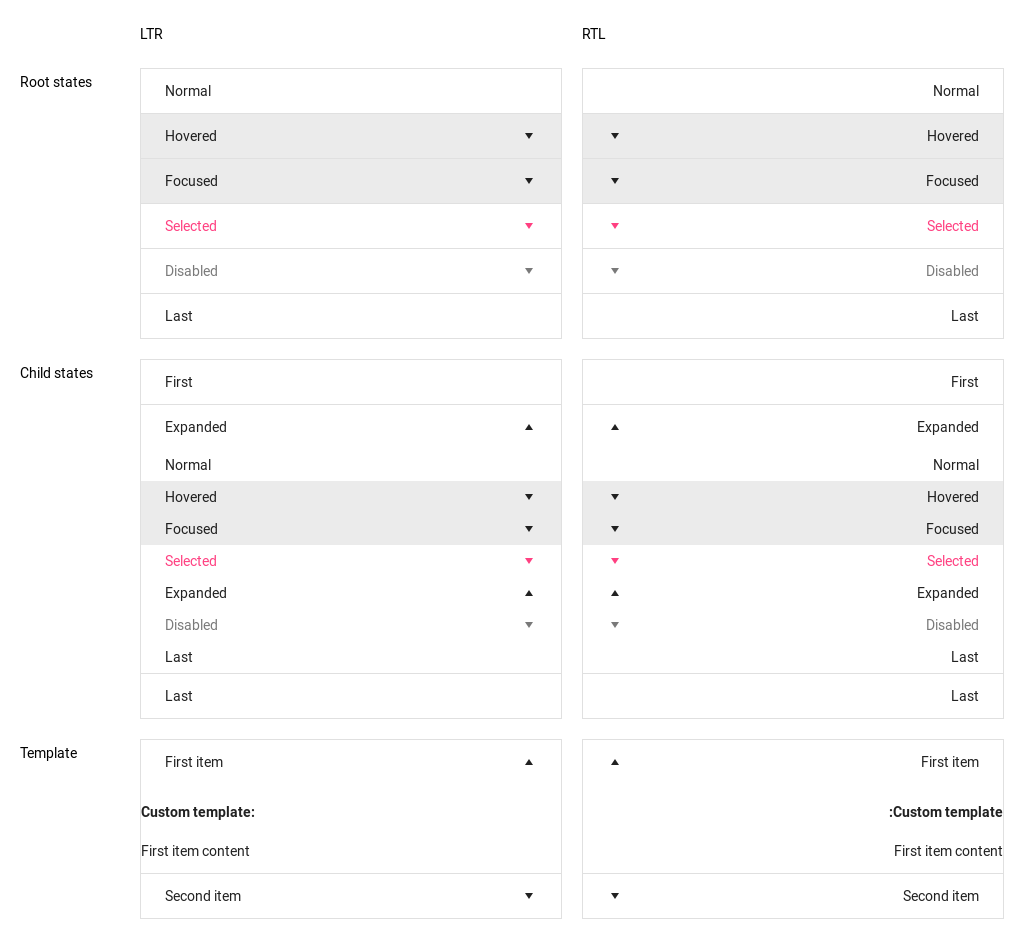 LTR RTL
Root states
Normal Normal
Hovered Hovered
Focused Focused
Selected Selected
Disabled Disabled
Last Last
Child states
First First
Expanded Expanded
Normal Normal
Hovered Hovered
Focused Focused
Selected Selected
Expanded Expanded
Disabled Disabled
Last Last
Last Last
Template
First item First item
Custom template: :Custom template
First item content First item content
Second item Second item